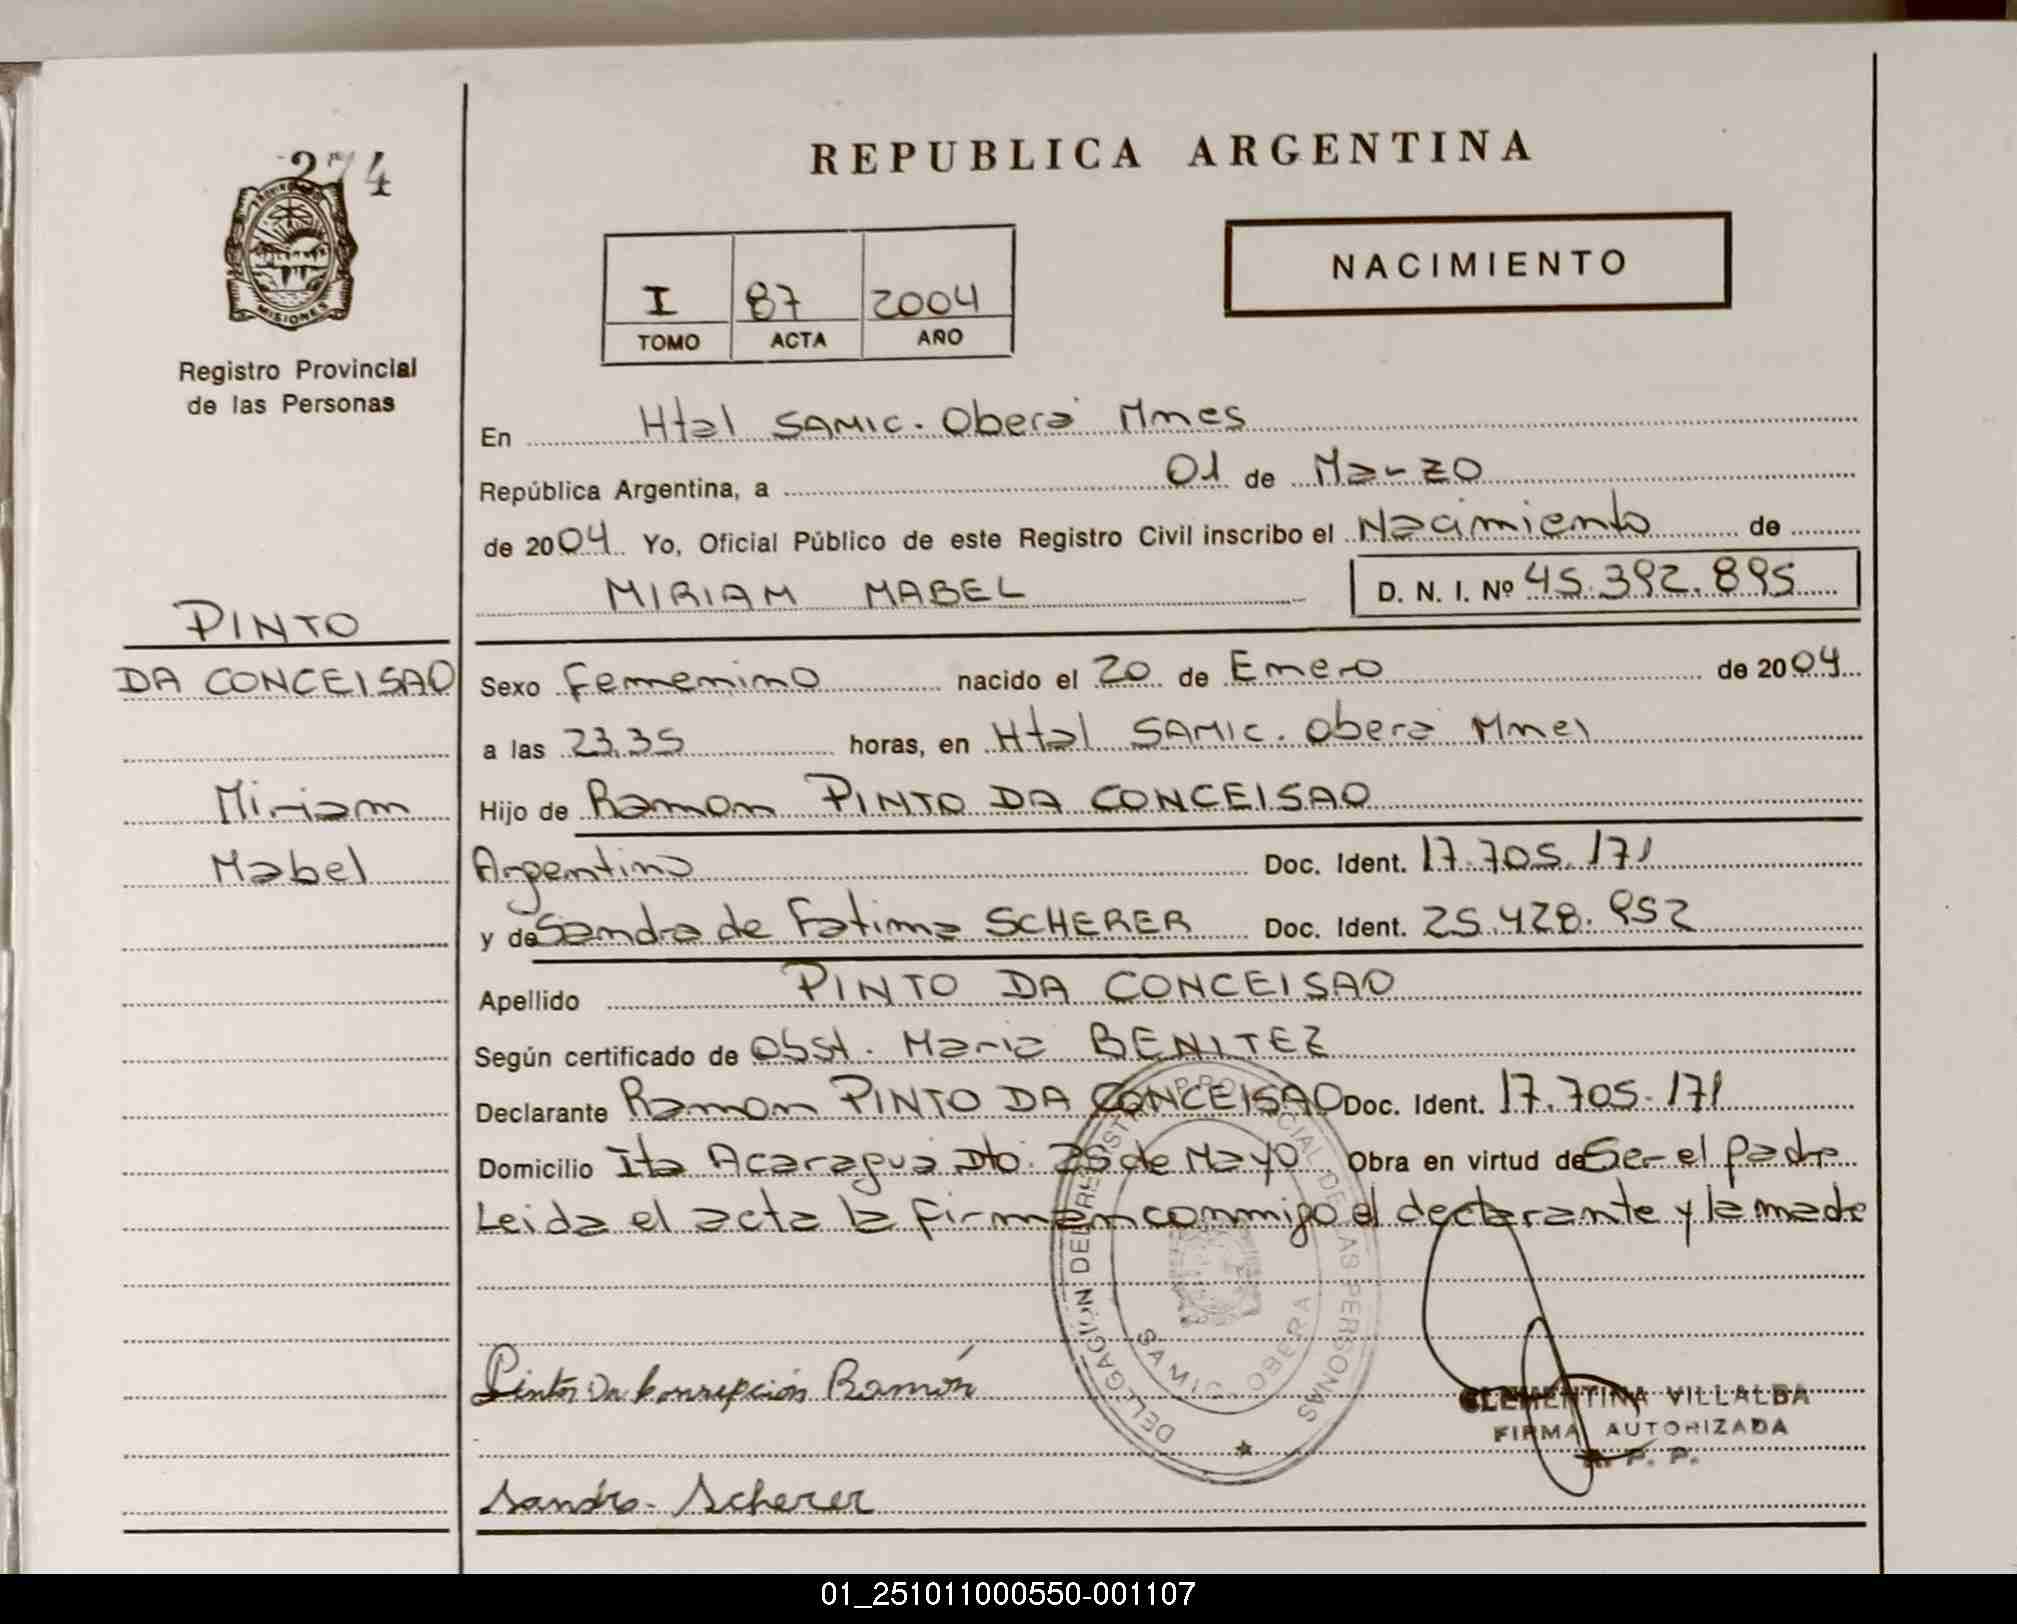 274
PROVINCIA DE
MISIONES
Registro Provincial
de las Personas
REPUBLICA ARGENTINA
I 87 2004
TOMO ACTA AÑO
NACIMIENTO
En Htal SAMIC. Oberá Mnes
República Argentina, a 01 de Marzo
de 2004 Yo, Oficial Público de este Registro Civil inscribo el Nacimiento de
MIRIAM MABEL D. N. I. Nº 45.392.895
PINTO
DA CONCEISAO
Miriam
Mabel
Sexo Femenino nacido el 20 de Enero de 2004
a las 23.35 horas, en Htal SAMIC. Oberá Mnes
Hijo de Ramon PINTO DA CONCEISAO
Argentino Doc. Ident. 17.705.171
y de Sandra de Fatima SCHERER Doc. Ident. 25.428.952
Apellido PINTO DA CONCEISAO
Según certificado de Obst. Maria BENITEZ
Declarante Ramon PINTO DA CONCEISAO Doc. Ident. 17.705.171
Domicilio Ita Acaragua Dto. 25 de Mayo Obra en virtud de Ser el padre
Leida el acta la firman conmigo el declarante y la madre
DELEGACION DEL REGISTRO PROVINCIAL DE LAS PERSONAS
SAMIC - OBERA
Pinto Da Ramón
CLEMENTINA VILLALBA
FIRMA AUTORIZADA
R. P. P.
Sandra Scherer
01_251011000550-001107